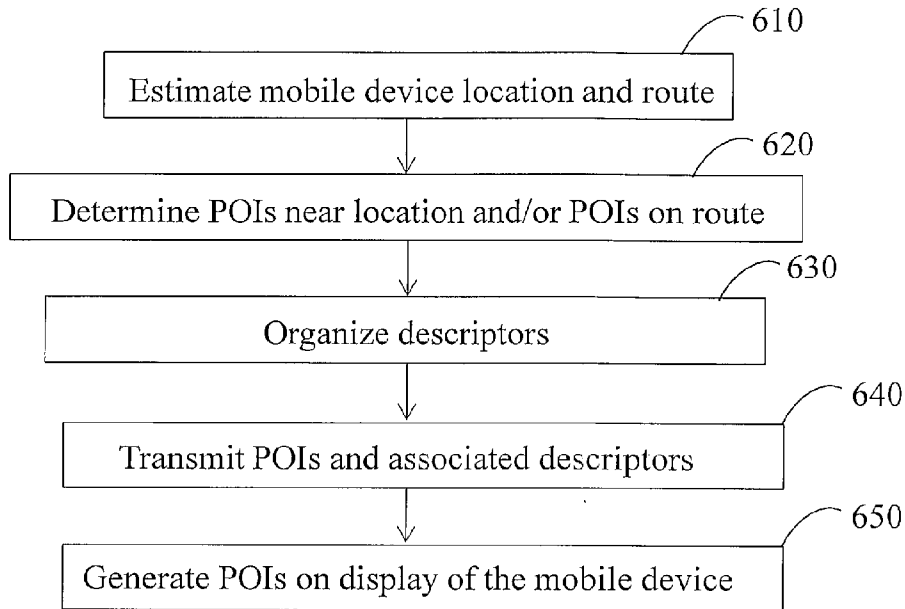 610
Estimate mobile device location and route
620
Determine POIs near location and/or POIs on route
630
Organize descriptors
640
Transmit POIs and associated descriptors
650
Generate POIs on display of the mobile device